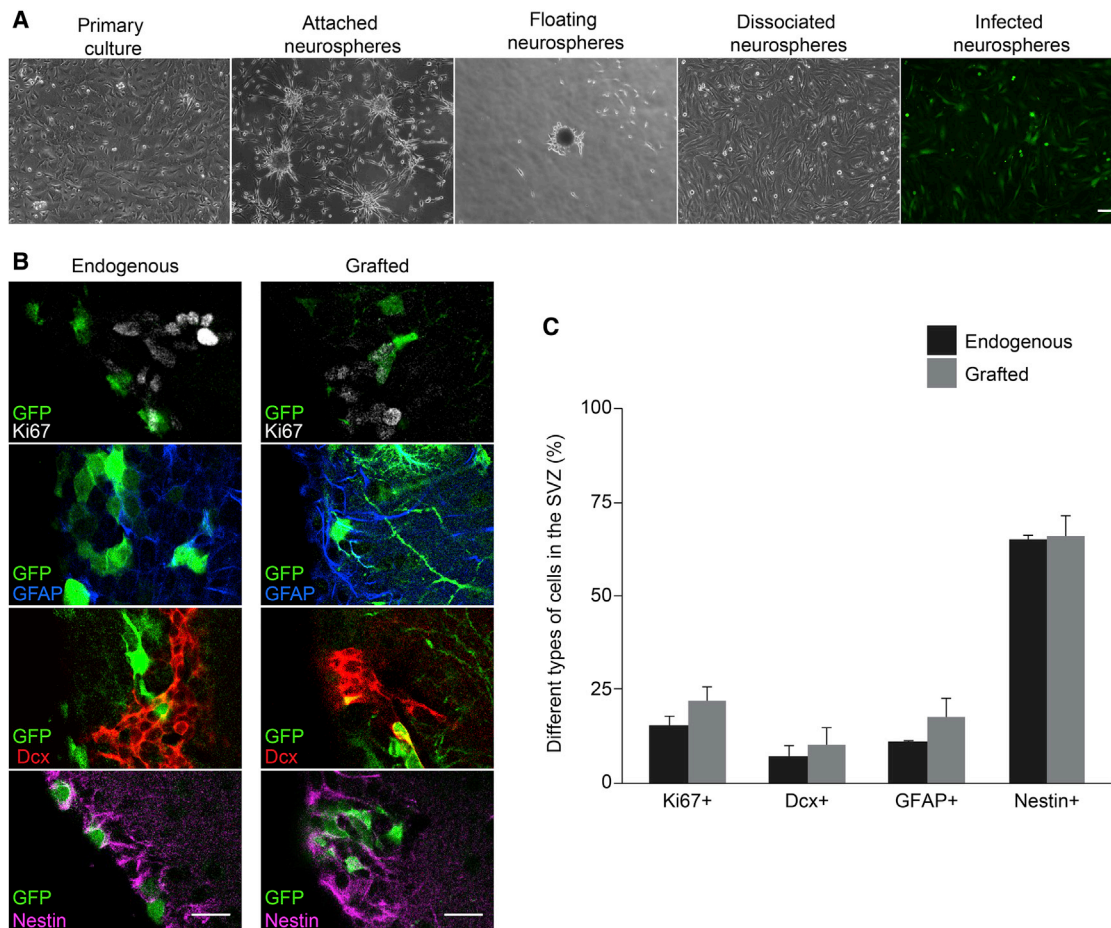 A
Primary
culture
Attached
neurospheres
Floating
neurospheres
Dissociated
neurospheres
Infected
neurospheres
B
Endogenous
Grafted
GFP
Ki67
GFP
Ki67
GFP
GFAP
GFP
GFAP
GFP
Dcx
GFP
Dcx
GFP
Nestin
GFP
Nestin
C
Endogenous
Grafted
Different types of cells in the SVZ (%)
100
75
50
25
0
Ki67+
Dcx+
GFAP+
Nestin+